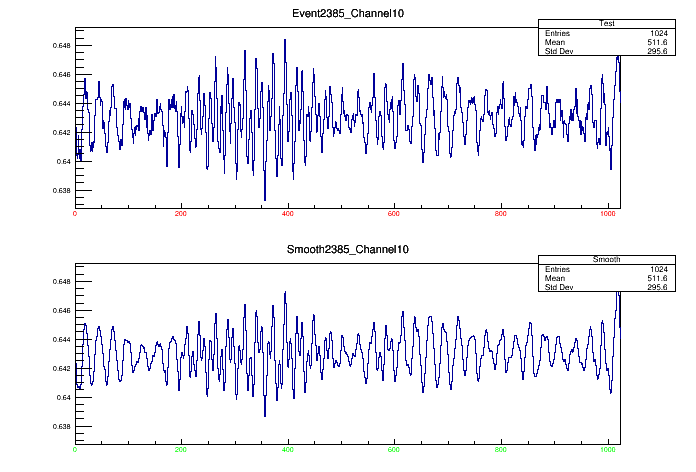 Event2385_Channel10
Test
Entries 1024
Mean 511.6
Std Dev 295.6
0.648
0.646
0.644
0.642
0.64
0.638
0 200 400 600 800 1000
Smooth2385_Channel10
Smooth
Entries 1024
Mean 511.6
Std Dev 295.6
0.648
0.646
0.644
0.642
0.64
0.638
0 200 400 600 800 1000